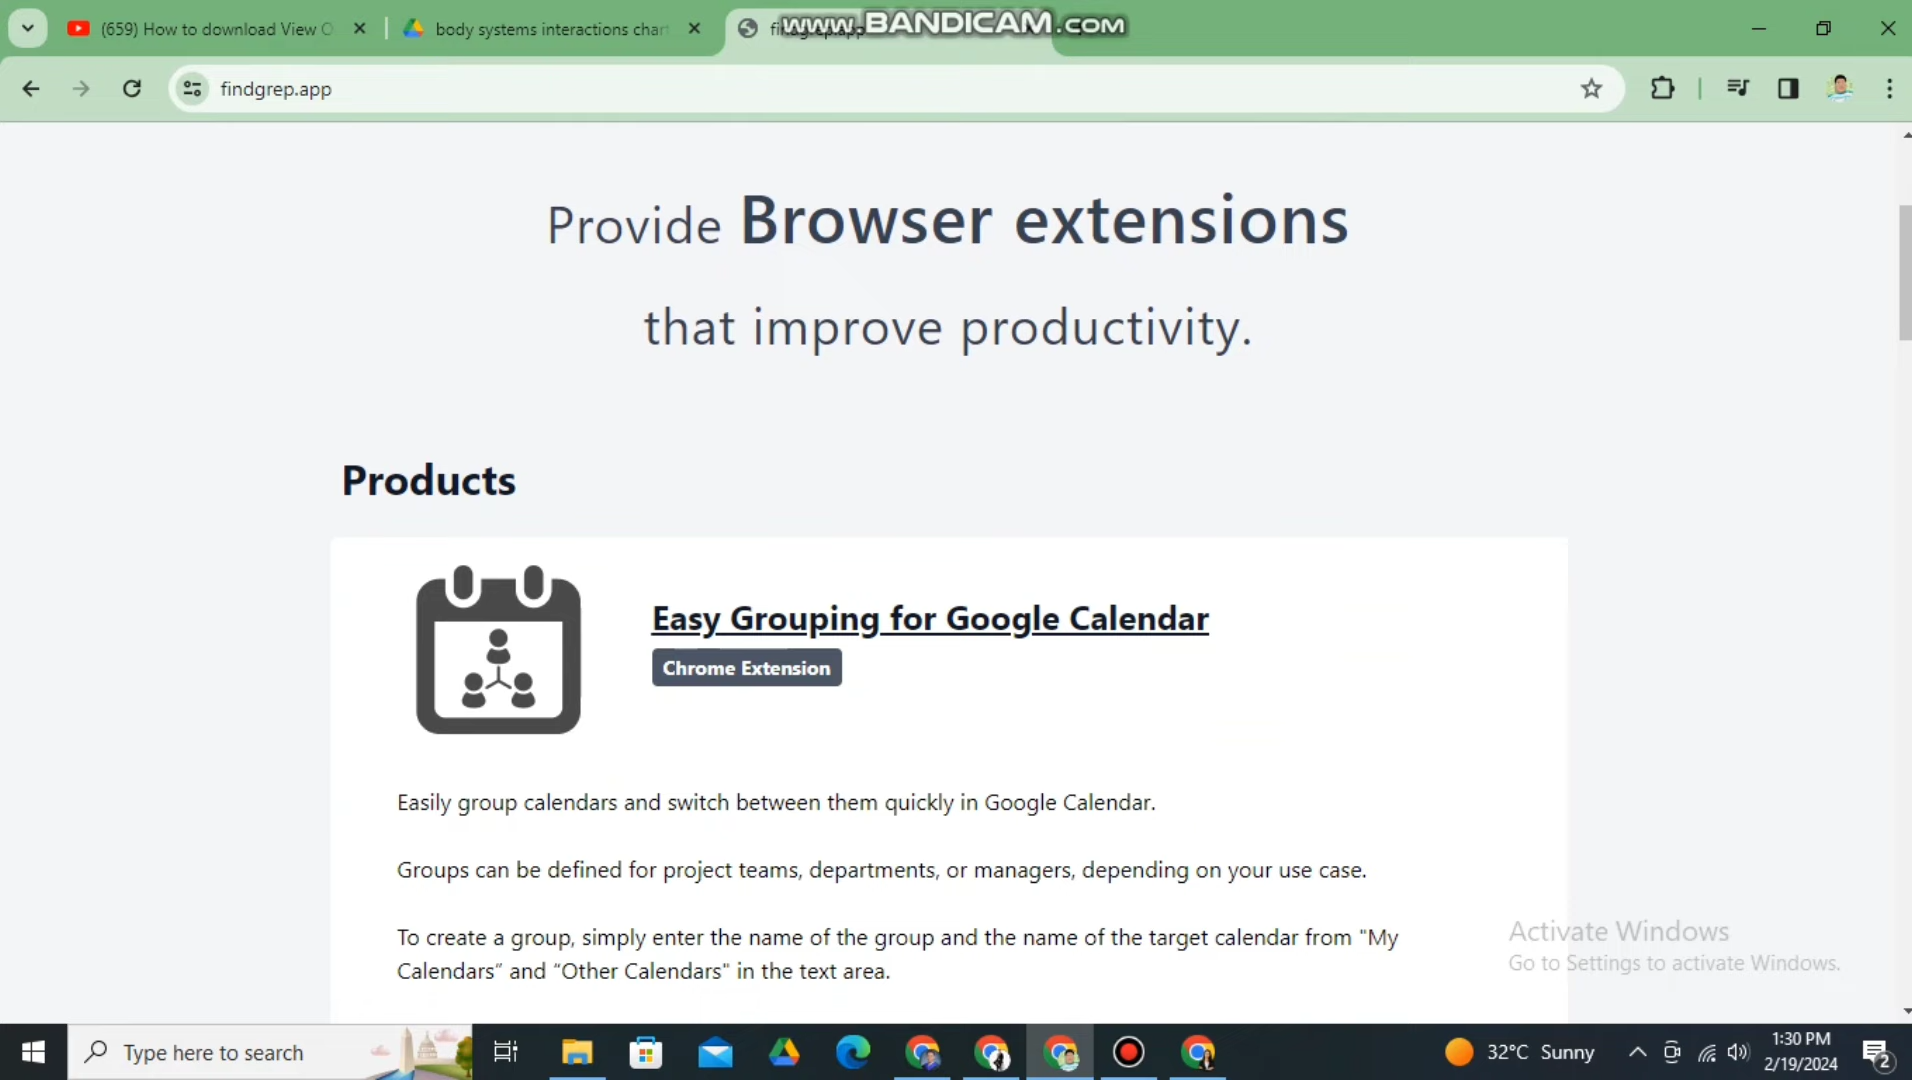 (659) How to download View O
body systems interactions chart
www.BANDICAM.com
findgrep.app
Provide Browser extensions
that improve productivity.
Products
Easy Grouping for Google Calendar
Chrome Extension
Easily group calendars and switch between them quickly in Google Calendar.
Groups can be defined for project teams, departments, or managers, depending on your use case.
To create a group, simply enter the name of the group and the name of the target calendar from "My
Calendars” and “Other Calendars" in the text area.
Activate Windows
Go to Settings to activate Windows.
Type here to search
32°C Sunny
1:30 PM
2/19/2024
2